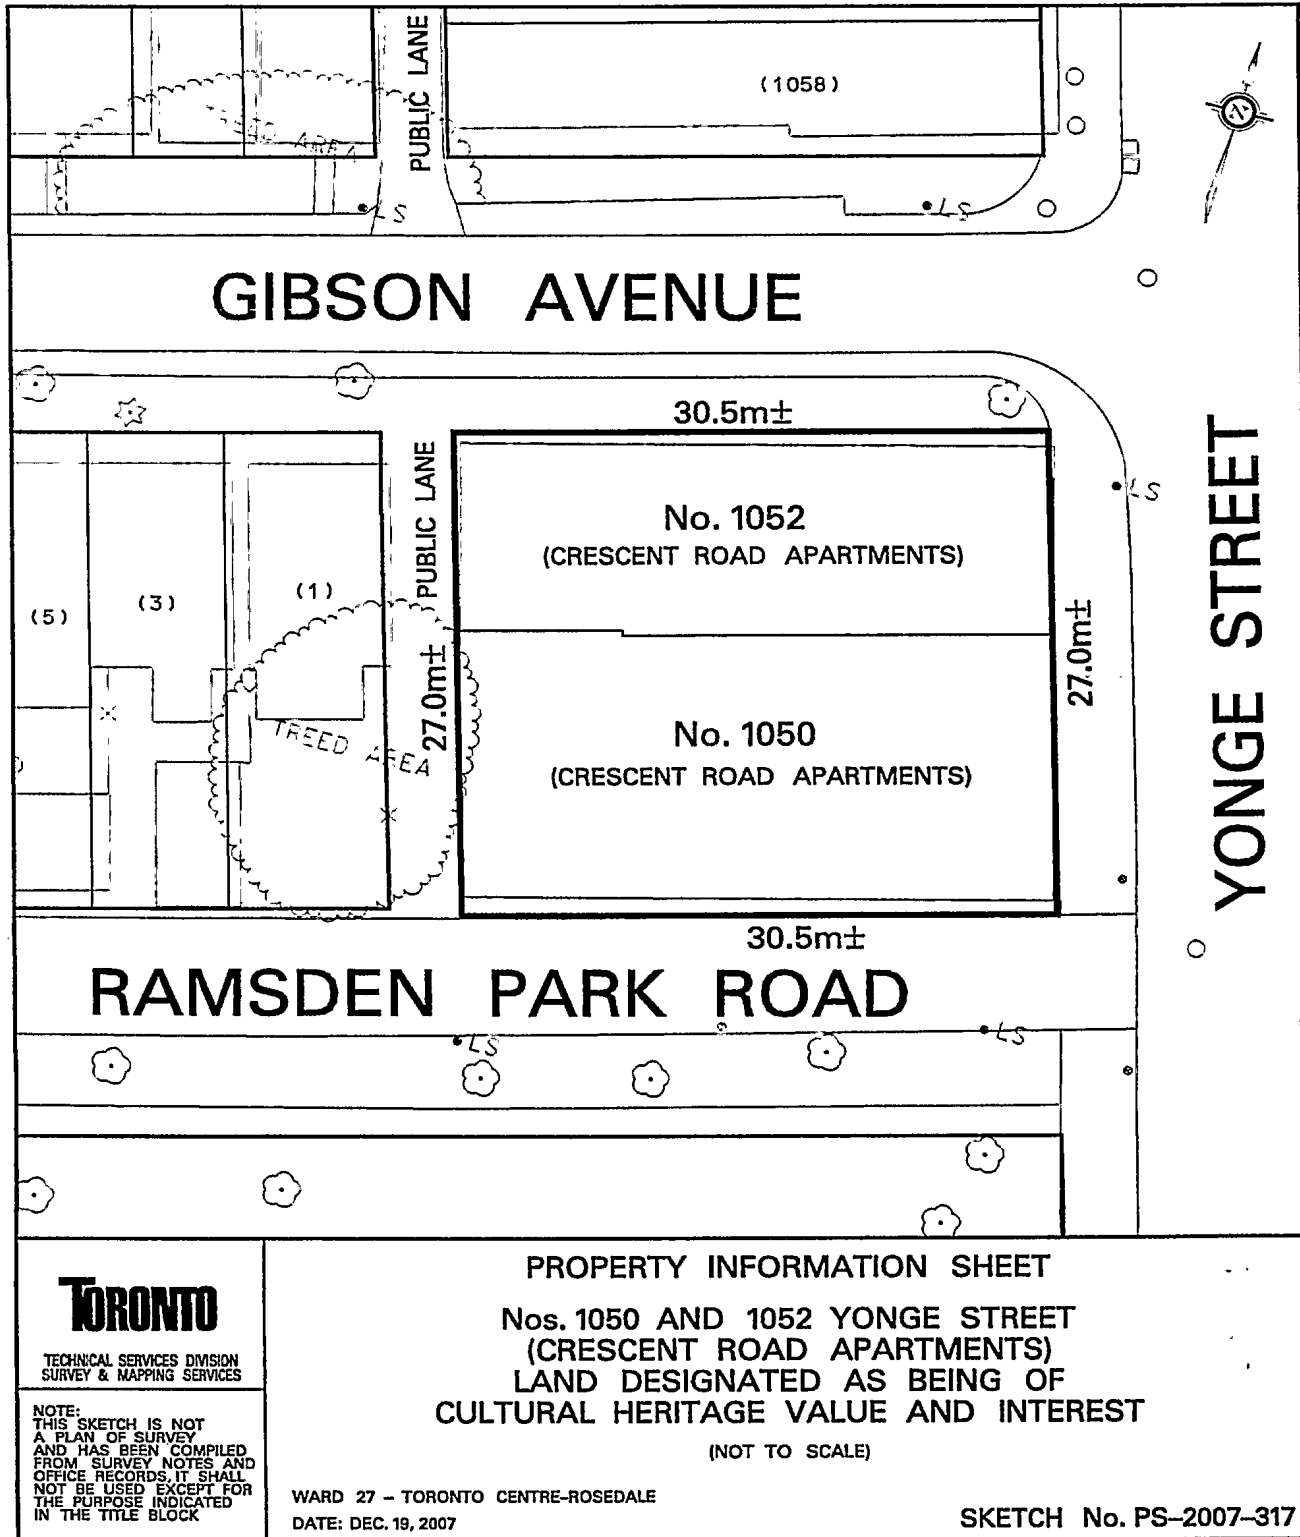 PUBLIC LANE
(1058)
AREA
LS
LS
GIBSON AVENUE
30.5m±
PUBLIC LANE
No. 1052
(CRESCENT ROAD APARTMENTS)
LS
YONGE STREET
(5)
(3)
(1)
27.0m±
27.0m±
TREED AREA
No. 1050
(CRESCENT ROAD APARTMENTS)
30.5m±
RAMSDEN PARK ROAD
LS
LS
TORONTO
TECHNICAL SERVICES DIVISION
SURVEY & MAPPING SERVICES
NOTE:
THIS SKETCH IS NOT
A PLAN OF SURVEY
AND HAS BEEN COMPILED
FROM SURVEY NOTES AND
OFFICE RECORDS, IT SHALL
NOT BE USED EXCEPT FOR
THE PURPOSE INDICATED
IN THE TITLE BLOCK
PROPERTY INFORMATION SHEET
Nos. 1050 AND 1052 YONGE STREET
(CRESCENT ROAD APARTMENTS)
LAND DESIGNATED AS BEING OF
CULTURAL HERITAGE VALUE AND INTEREST
(NOT TO SCALE)
WARD 27 – TORONTO CENTRE-ROSEDALE
DATE: DEC. 19, 2007
SKETCH No. PS–2007–317